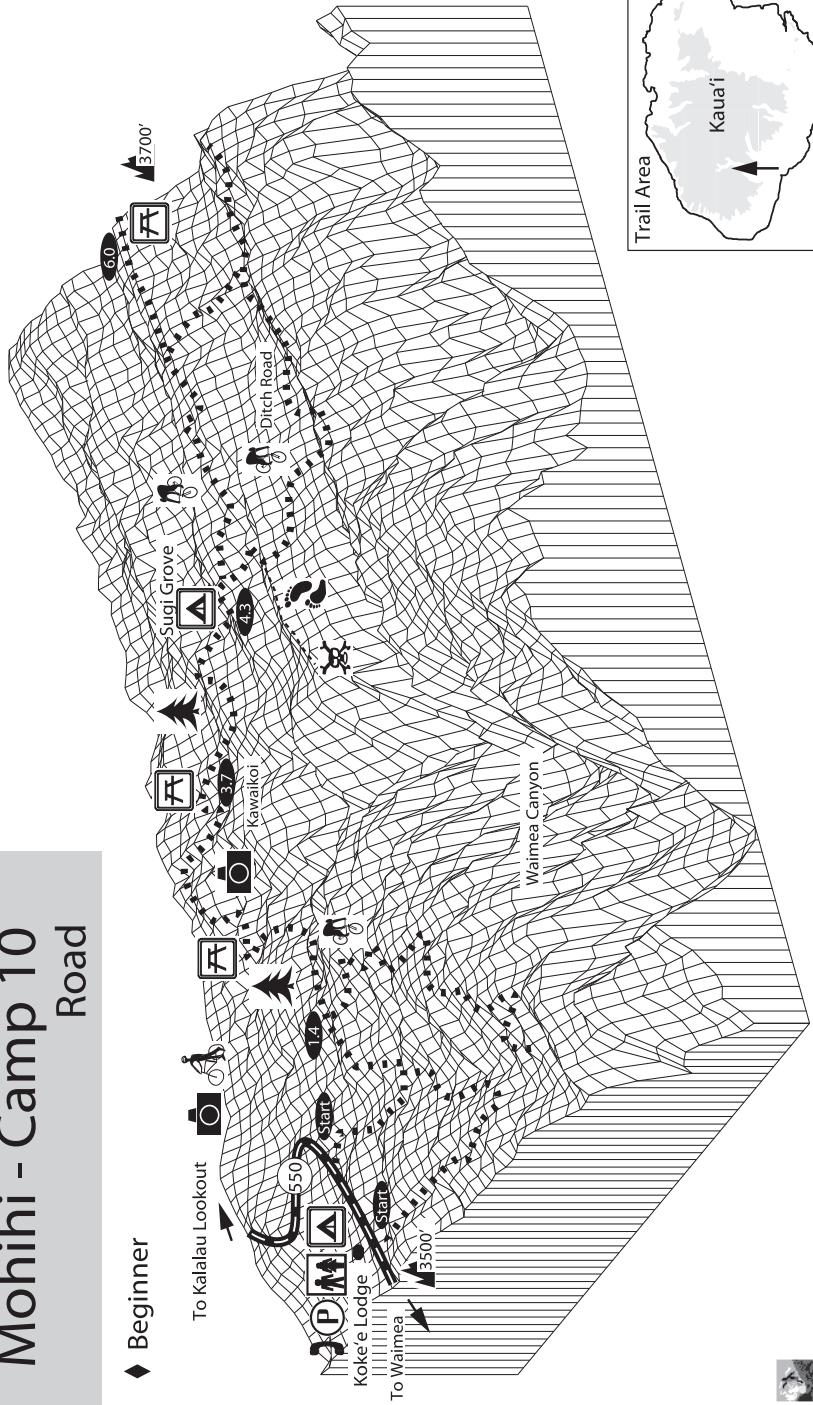 Mohihi - Camp 10
Road
♦ Beginner
To Kalalau Lookout
550
P
Koke‘e Lodge
To Waimea
3500'
Start
Start
1.4
Kawaikoi
3.7
Waimea Canyon
Sugi Grove
4.3
Ditch Road
6.0
3700'
Trail Area
Kaua‘i